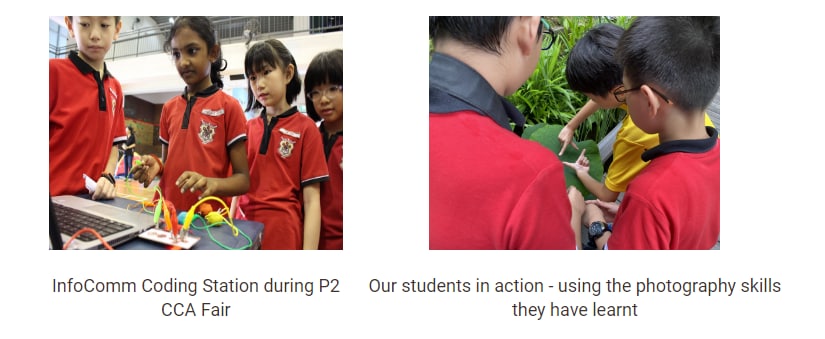 InfoComm Coding Station during P2
CCA Fair
Our students in action - using the photography skills
they have learnt